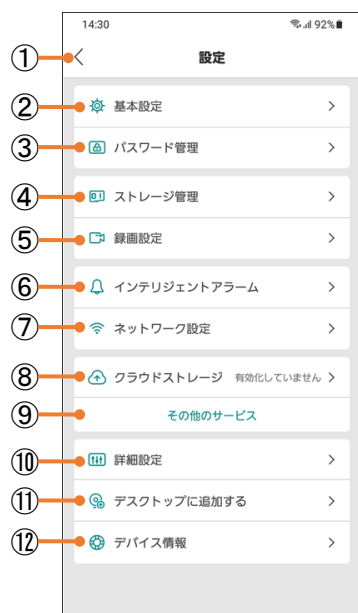 14:30 92%
① 設定
② 基本設定
③ パスワード管理
④ ストレージ管理
⑤ 録画設定
⑥ インテリジェントアラーム
⑦ ネットワーク設定
⑧ クラウドストレージ 有効化していません
⑨ その他のサービス
⑩ 詳細設定
⑪ デスクトップに追加する
⑫ デバイス情報